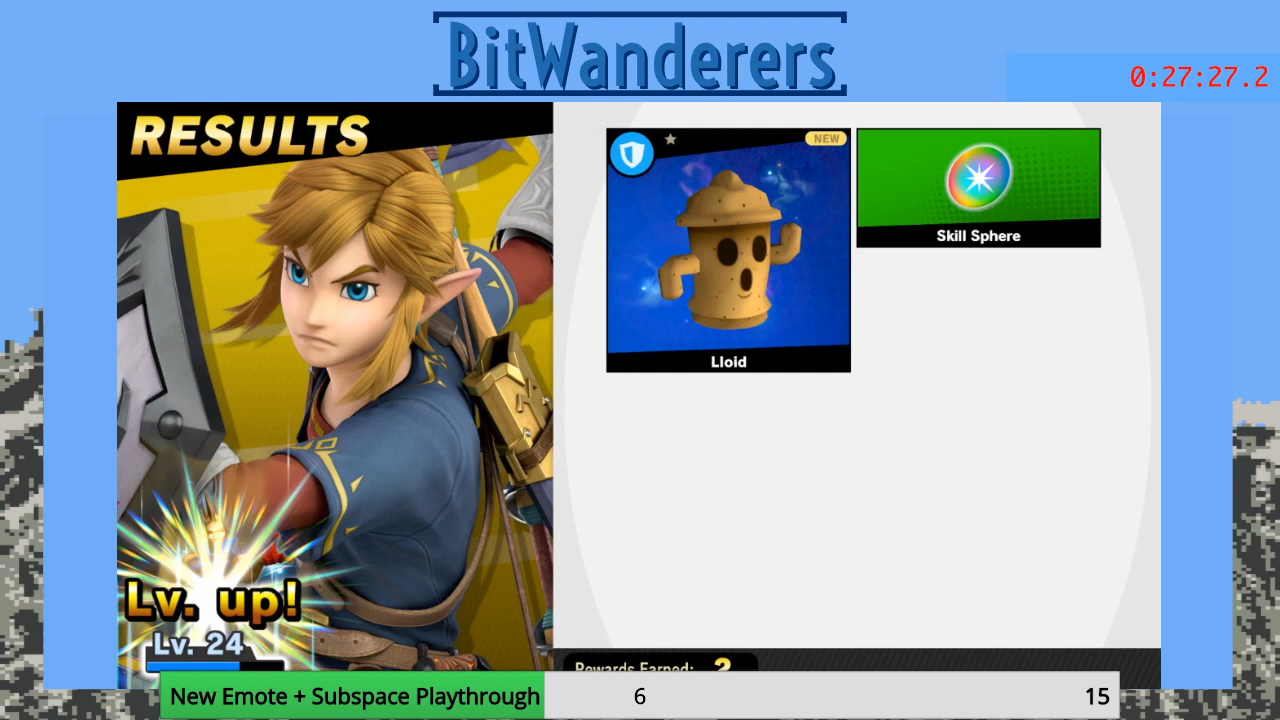 BitWanderers
0:27:27.2
RESULTS
NEW
Skill Sphere
Lloid
Lv. up!
Lv. 24
Rewards Earned: 2
New Emote + Subspace Playthrough 6 15